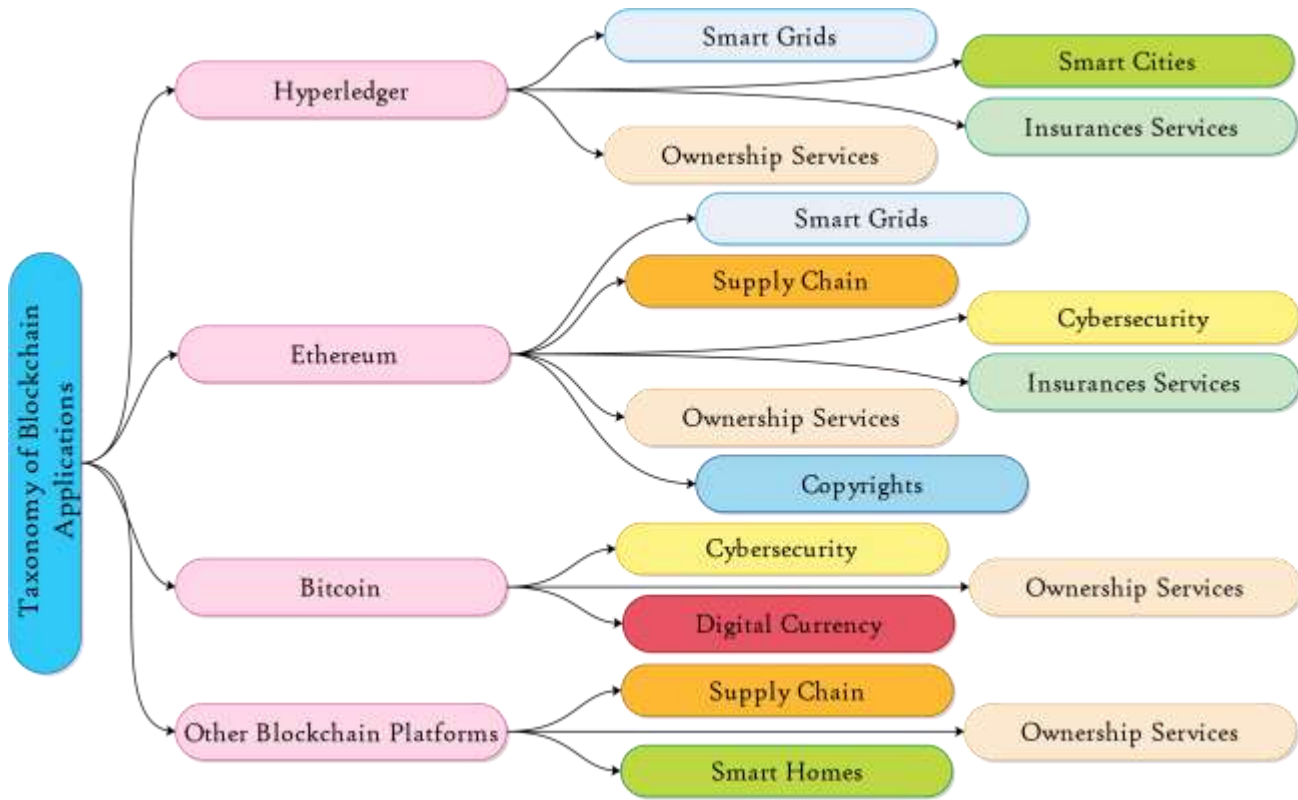 Taxonomy of Blockchain
Applications
Hyperledger
Smart Grids
Smart Cities
Insurances Services
Ownership Services
Ethereum
Smart Grids
Supply Chain
Cybersecurity
Insurances Services
Ownership Services
Copyrights
Bitcoin
Cybersecurity
Ownership Services
Digital Currency
Other Blockchain Platforms
Supply Chain
Ownership Services
Smart Homes